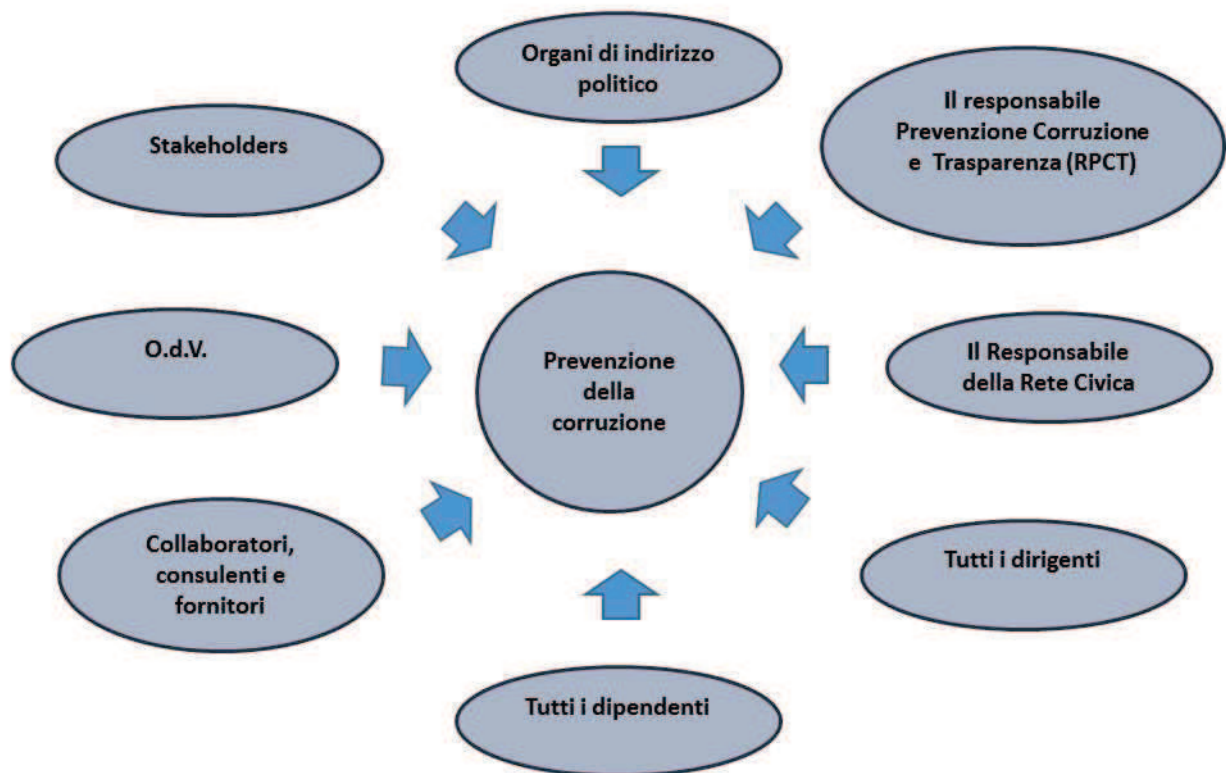 Organi di indirizzo
politico
Il responsabile
Prevenzione Corruzione
e Trasparenza (RPCT)
Stakeholders
O.d.V.
Prevenzione
della
corruzione
Il Responsabile
della Rete Civica
Collaboratori,
consulenti e
fornitori
Tutti i dirigenti
Tutti i dipendenti